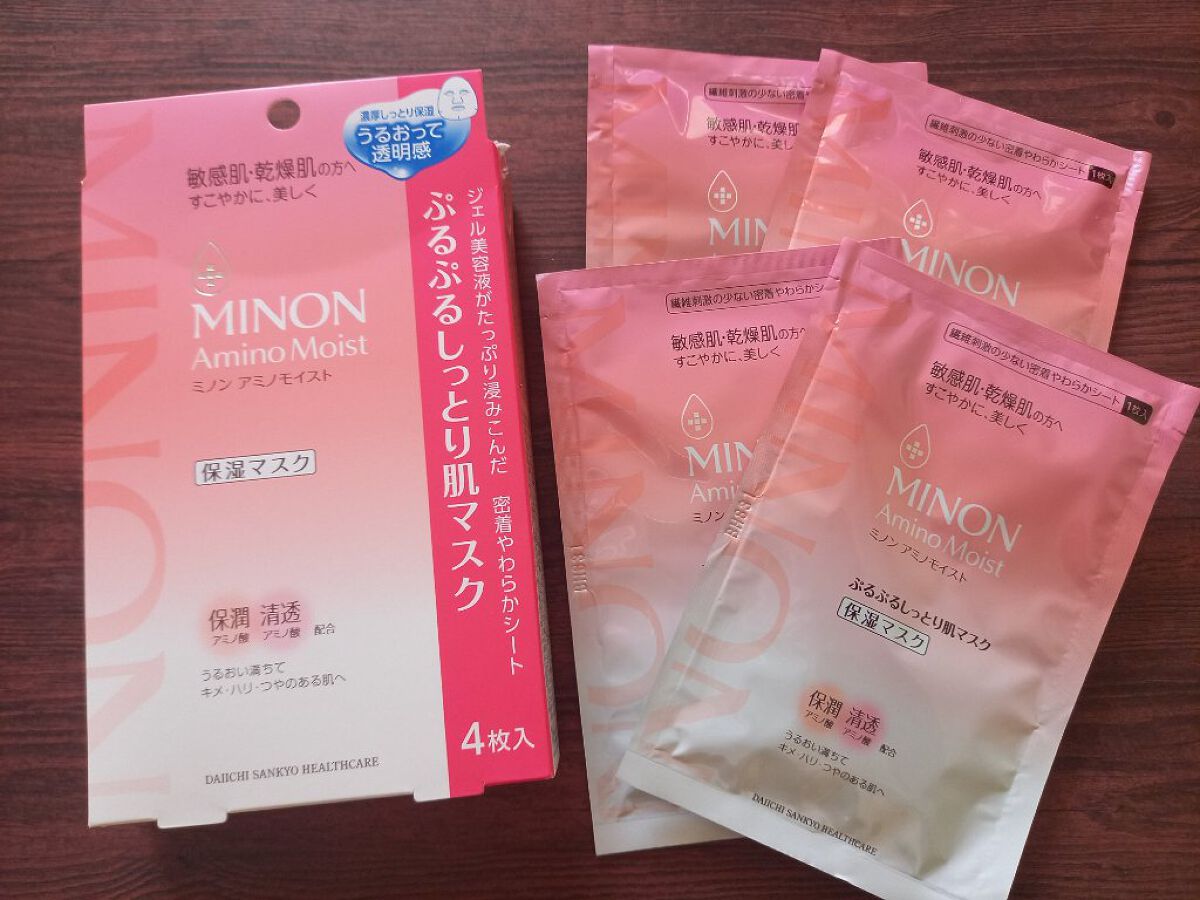 MINON
濃厚しっとり保湿
うるおって
透明感
敏感肌・乾燥肌の方へ
すこやかに、美しく
MINON
Amino Moist
ミノン アミノモイスト
保湿マスク
保潤 清透
アミノ酸 アミノ酸 配合
うるおい満ちて
キメ・ハリ・つやのある肌へ
DAIICHI SANKYO HEALTHCARE
ジェル美容液がたっぷり浸みこんだ 密着やわらかシート
ぷるぷるしっとり肌マスク
4枚入
繊維刺激の少ない密着
敏感肌・乾燥肌
すこやかに、美し
MINON
繊維刺激の少ない密着やわらかシート 1枚入
敏感肌・乾燥肌の方へ
すこやかに、美しく
MINON
繊維刺激の少ない密着やわらかシー
敏感肌・乾燥肌の方
すこやかに、美しく
MIN
Ami
ミノン
MINON
BHSS1
繊維刺激の少ない密着やわらかシート 1枚入
敏感肌・乾燥肌の方へ
すこやかに、美しく
MINON
Amino Moist
ミノン アミノモイスト
ぷるぷるしっとり肌マスク
保湿マスク
保潤 清透
アミノ酸 アミノ酸 配合
うるおい満ちて
キメ・ハリ・つやのある肌へ
DAIICHI SANKYO HEALTHCARE
MINON
BHSS1